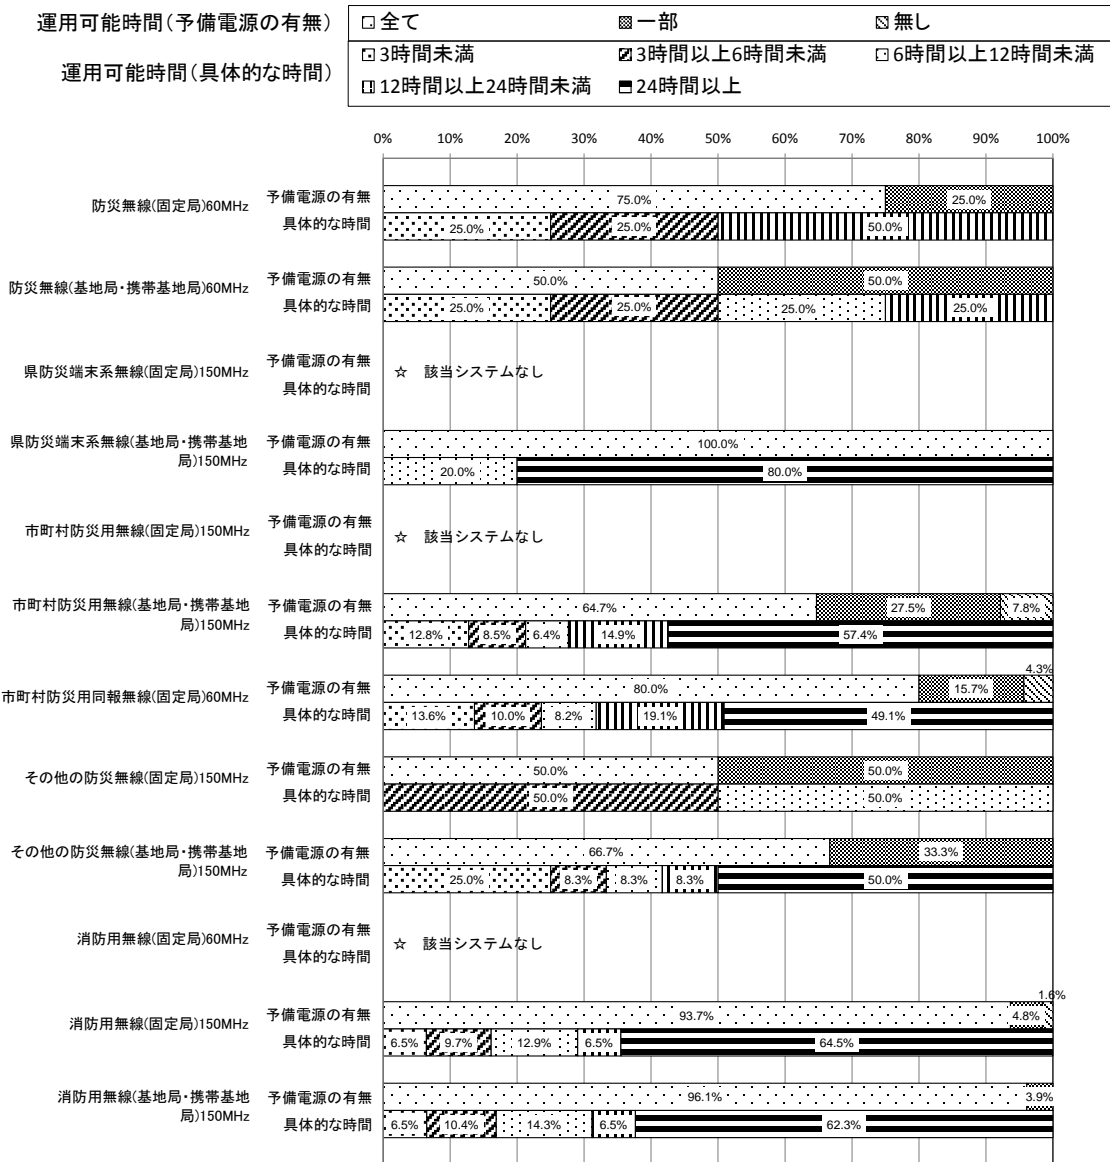 運用可能時間(予備電源の有無)
全て 一部 無し
運用可能時間(具体的な時間)
3時間未満 3時間以上6時間未満 6時間以上12時間未満
12時間以上24時間未満 24時間以上
0% 10% 20% 30% 40% 50% 60% 70% 80% 90% 100%
防災無線(固定局)60MHz
予備電源の有無 75.0% 25.0%
具体的な時間 25.0% 25.0% 50.0%
防災無線(基地局・携帯基地局)60MHz
予備電源の有無 50.0% 50.0%
具体的な時間 25.0% 25.0% 25.0% 25.0%
県防災端末系無線(固定局)150MHz
予備電源の有無
具体的な時間
☆ 該当システムなし
県防災端末系無線(基地局・携帯基地
局)150MHz
予備電源の有無 100.0%
具体的な時間 20.0% 80.0%
市町村防災用無線(固定局)150MHz
予備電源の有無
具体的な時間
☆ 該当システムなし
市町村防災用無線(基地局・携帯基地
局)150MHz
予備電源の有無 64.7% 27.5% 7.8%
具体的な時間 12.8% 8.5% 6.4% 14.9% 57.4%
市町村防災用同報無線(固定局)60MHz
予備電源の有無 80.0% 15.7% 4.3%
具体的な時間 13.6% 10.0% 8.2% 19.1% 49.1%
その他の防災無線(固定局)150MHz
予備電源の有無 50.0% 50.0%
具体的な時間 50.0% 50.0%
その他の防災無線(基地局・携帯基地
局)150MHz
予備電源の有無 66.7% 33.3%
具体的な時間 25.0% 8.3% 8.3% 8.3% 50.0%
消防用無線(固定局)60MHz
予備電源の有無
具体的な時間
☆ 該当システムなし
消防用無線(固定局)150MHz
予備電源の有無 93.7% 4.8% 1.6%
具体的な時間 6.5% 9.7% 12.9% 6.5% 64.5%
消防用無線(基地局・携帯基地
局)150MHz
予備電源の有無 96.1% 3.9%
具体的な時間 6.5% 10.4% 14.3% 6.5% 62.3%